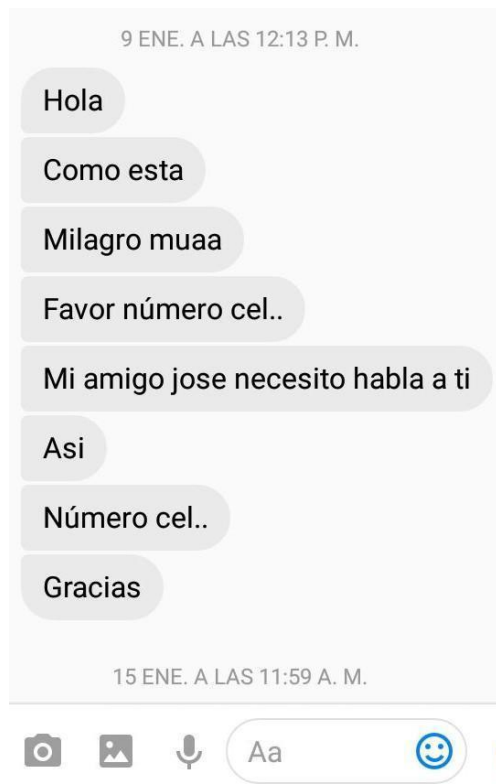 9 ENE. A LAS 12:13 P. M.
Hola
Como esta
Milagro muaa
Favor número cel..
Mi amigo jose necesito habla a ti
Asi
Número cel..
Gracias
15 ENE. A LAS 11:59 A. M.
Aa